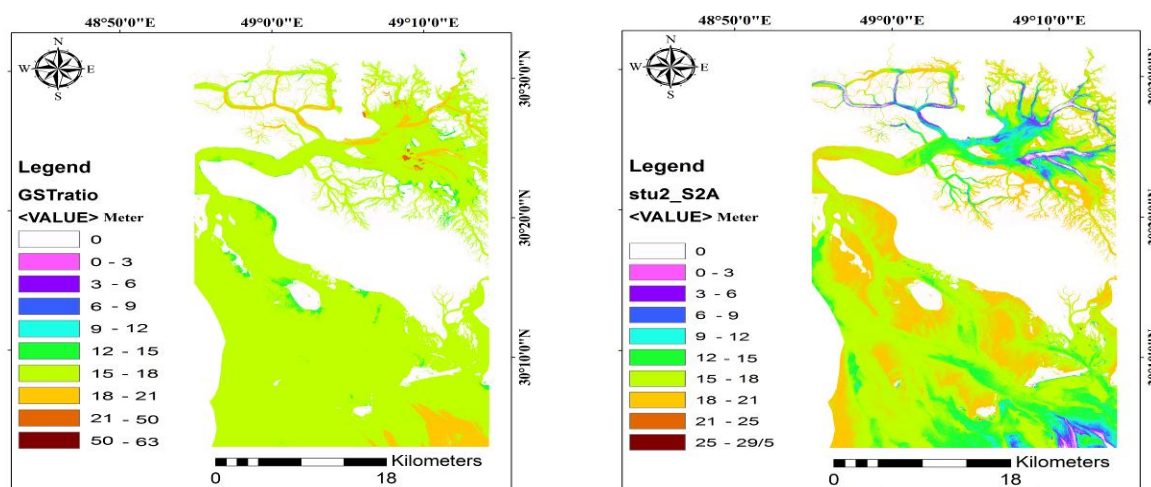 48°50'0"E 49°0'0"E 49°10'0"E
N
W E
S
30°30'0"N
30°20'0"N
30°10'0"N
Legend
GSTratio
<VALUE> Meter
0
0 - 3
3 - 6
6 - 9
9 - 12
12 - 15
15 - 18
18 - 21
21 - 50
50 - 63
Kilometers
0 18
48°50'0"E 49°0'0"E 49°10'0"E
N
W E
S
Legend
stu2_S2A
<VALUE> Meter
0
0 - 3
3 - 6
6 - 9
9 - 12
12 - 15
15 - 18
18 - 21
21 - 25
25 - 29/5
Kilometers
0 18